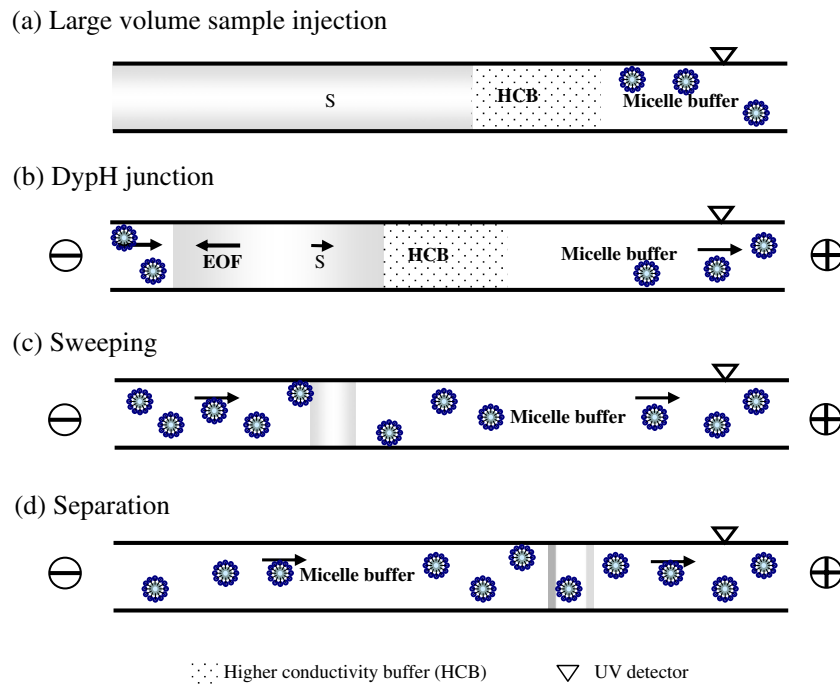 (a) Large volume sample injection
S
HCB
Micelle buffer
(b) DypH junction
EOF
S
HCB
Micelle buffer
(c) Sweeping
Micelle buffer
(d) Separation
Micelle buffer
Higher conductivity buffer (HCB)
UV detector